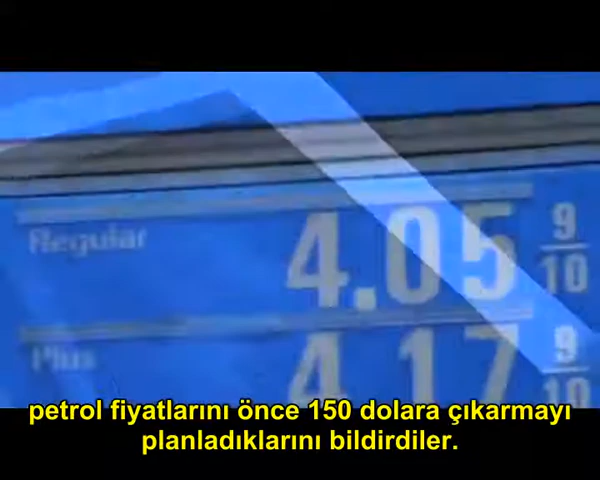 Regular 4.05 9/10
Plus 4.17 9/10
petrol fiyatlarını önce 150 dolara çıkarmayı
planladıklarını bildirdiler.